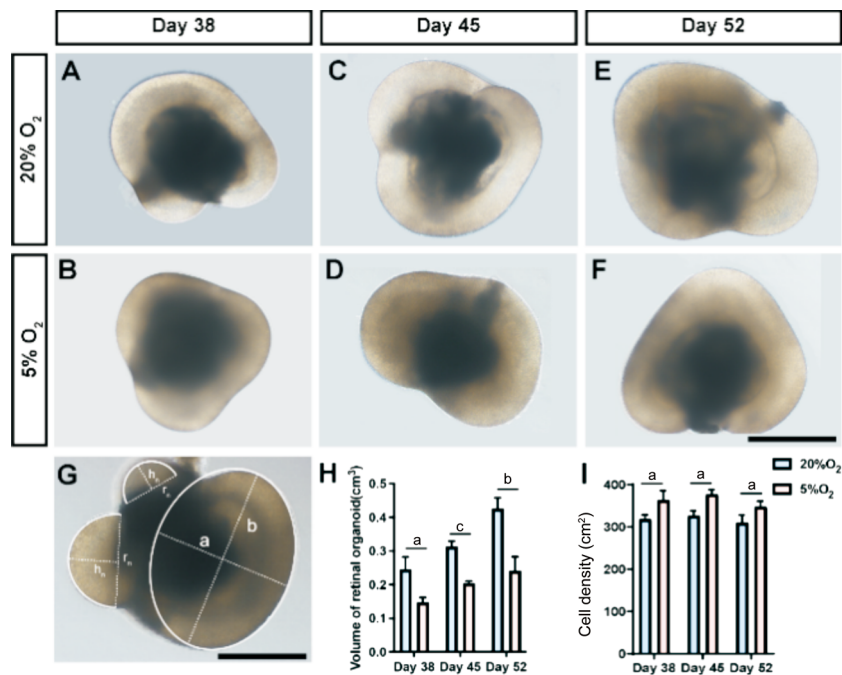 Day 38
Day 45
Day 52
20% O2
5% O2
A
C
E
B
D
F
G
hn
rn
hn
rn
a
b
H
Volume of retinal organoid(cm3)
0.5
0.4
0.3
0.2
0.1
0.0
a
c
b
Day 38 Day 45 Day 52
I
Cell density (cm2)
400
300
200
100
0
a
a
a
Day 38 Day 45 Day 52
20%O2
5%O2